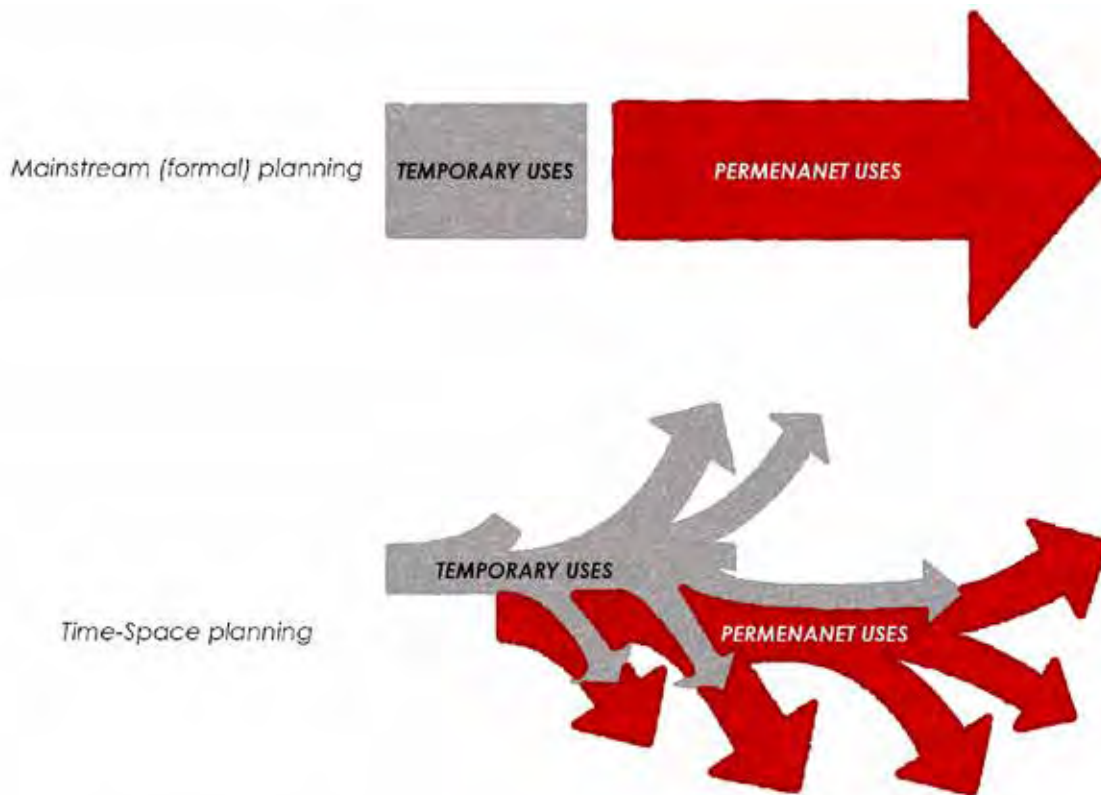 Mainstream (formal) planning
TEMPORARY USES
PERMENANET USES
TEMPORARY USES
Time-Space planning
PERMENANET USES